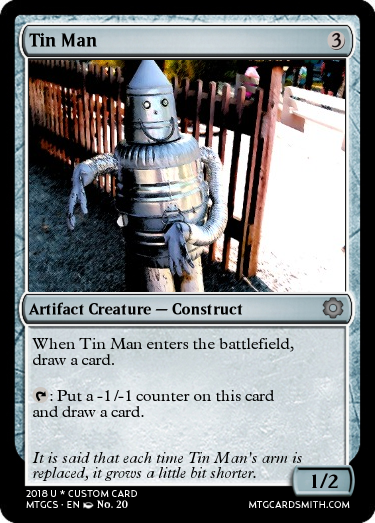 Tin Man 3
Artifact Creature — Construct
When Tin Man enters the battlefield,
draw a card.
: Put a -1/-1 counter on this card
and draw a card.
It is said that each time Tin Man's arm is
replaced, it grows a little bit shorter.
1/2
2018 U * CUSTOM CARD
MTGCS · EN No. 20 MTGCARDSMITH.COM